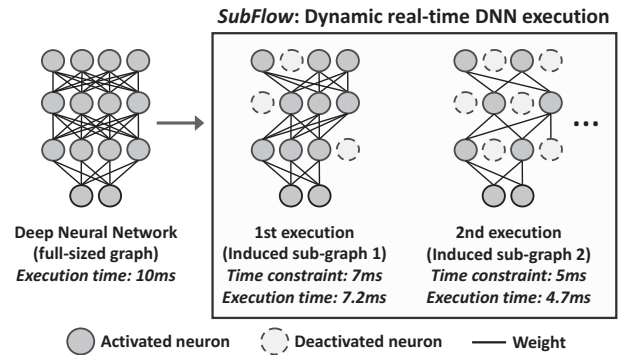 SubFlow: Dynamic real-time DNN execution
...
Deep Neural Network
(full-sized graph)
Execution time: 10ms
1st execution
(Induced sub-graph 1)
Time constraint: 7ms
Execution time: 7.2ms
2nd execution
(Induced sub-graph 2)
Time constraint: 5ms
Execution time: 4.7ms
Activated neuron
Deactivated neuron
Weight